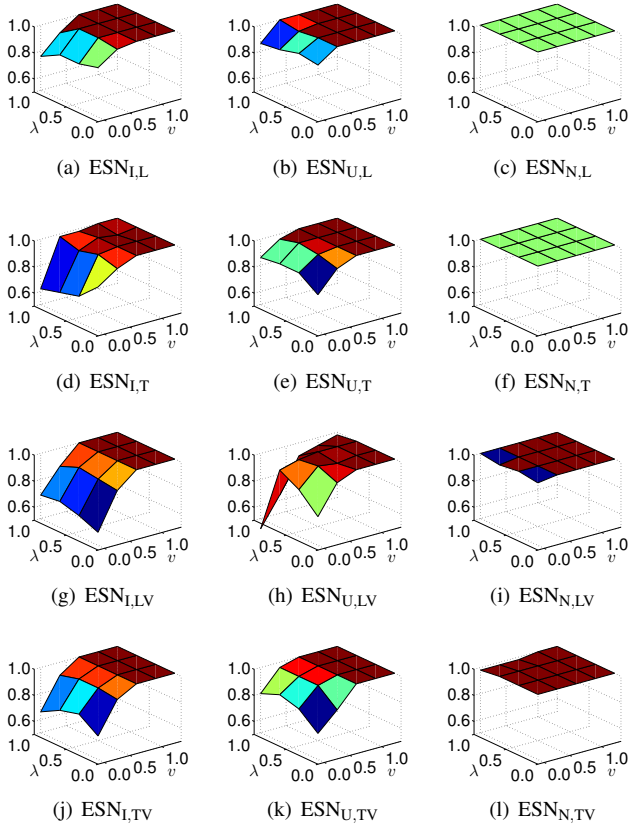 1.0 1.0 1.0
0.8 0.8 0.8
0.6 0.6 0.6
1.0 1.0 1.0 1.0 1.0 1.0
0.5 0.5 0.5 0.5 0.5 0.5
λ 0.0 0.0 v λ 0.0 0.0 v λ 0.0 0.0 v
(a) ESN_{I,L} (b) ESN_{U,L} (c) ESN_{N,L}
1.0 1.0 1.0
0.8 0.8 0.8
0.6 0.6 0.6
1.0 1.0 1.0 1.0 1.0 1.0
0.5 0.5 0.5 0.5 0.5 0.5
λ 0.0 0.0 v λ 0.0 0.0 v λ 0.0 0.0 v
(d) ESN_{I,T} (e) ESN_{U,T} (f) ESN_{N,T}
1.0 1.0 1.0
0.8 0.8 0.8
0.6 0.6 0.6
1.0 1.0 1.0 1.0 1.0 1.0
0.5 0.5 0.5 0.5 0.5 0.5
λ 0.0 0.0 v λ 0.0 0.0 v λ 0.0 0.0 v
(g) ESN_{I,LV} (h) ESN_{U,LV} (i) ESN_{N,LV}
1.0 1.0 1.0
0.8 0.8 0.8
0.6 0.6 0.6
1.0 1.0 1.0 1.0 1.0 1.0
0.5 0.5 0.5 0.5 0.5 0.5
λ 0.0 0.0 v λ 0.0 0.0 v λ 0.0 0.0 v
(j) ESN_{I,TV} (k) ESN_{U,TV} (l) ESN_{N,TV}